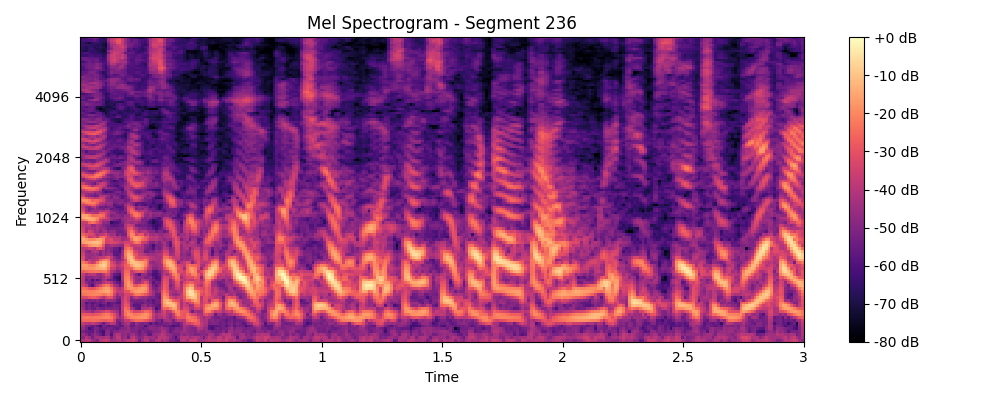 Mel Spectrogram - Segment 236
Frequency
4096
2048
1024
512
0
0
0.5
1
1.5
2
2.5
3
Time
+0 dB
-10 dB
-20 dB
-30 dB
-40 dB
-50 dB
-60 dB
-70 dB
-80 dB